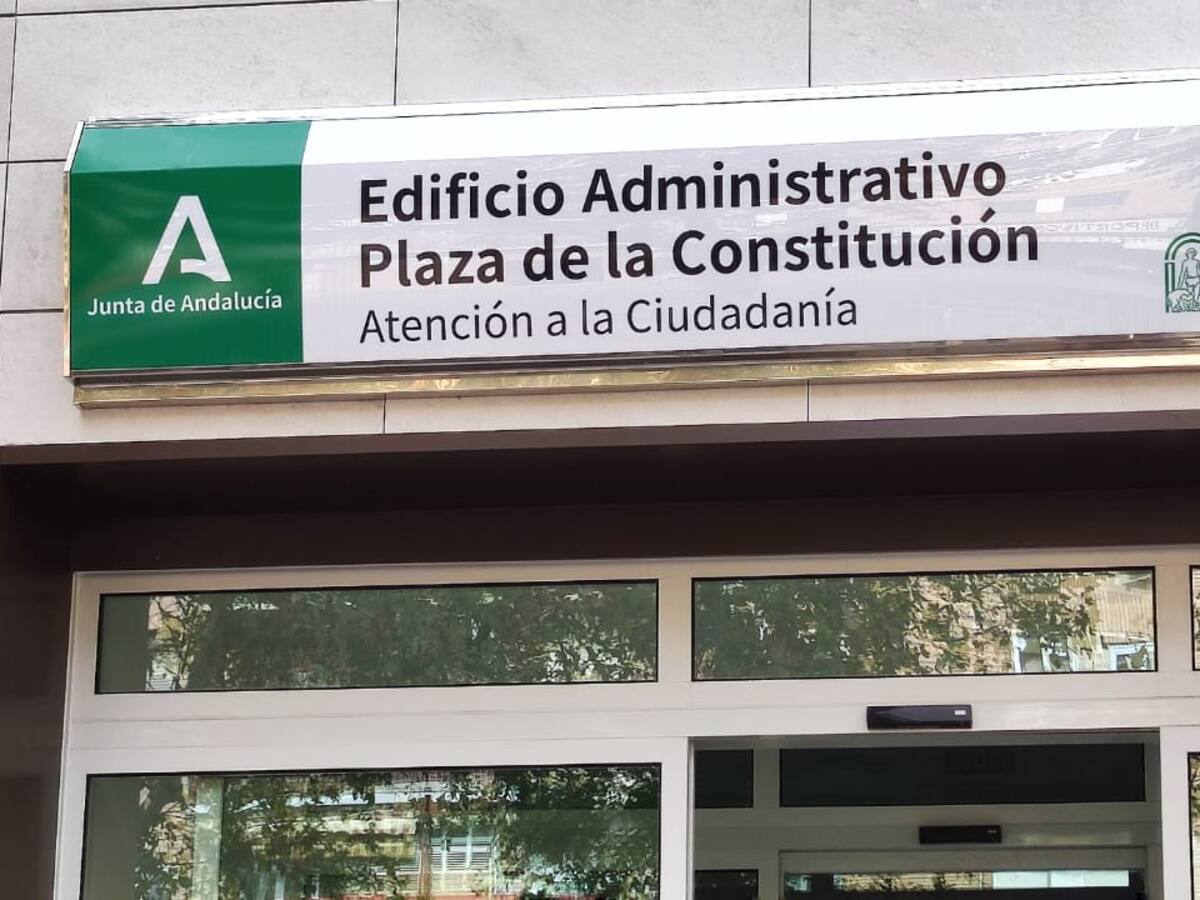 Edificio Administrativo
Plaza de la Constitución
Atención a la Ciudadanía
Junta de Andalucía